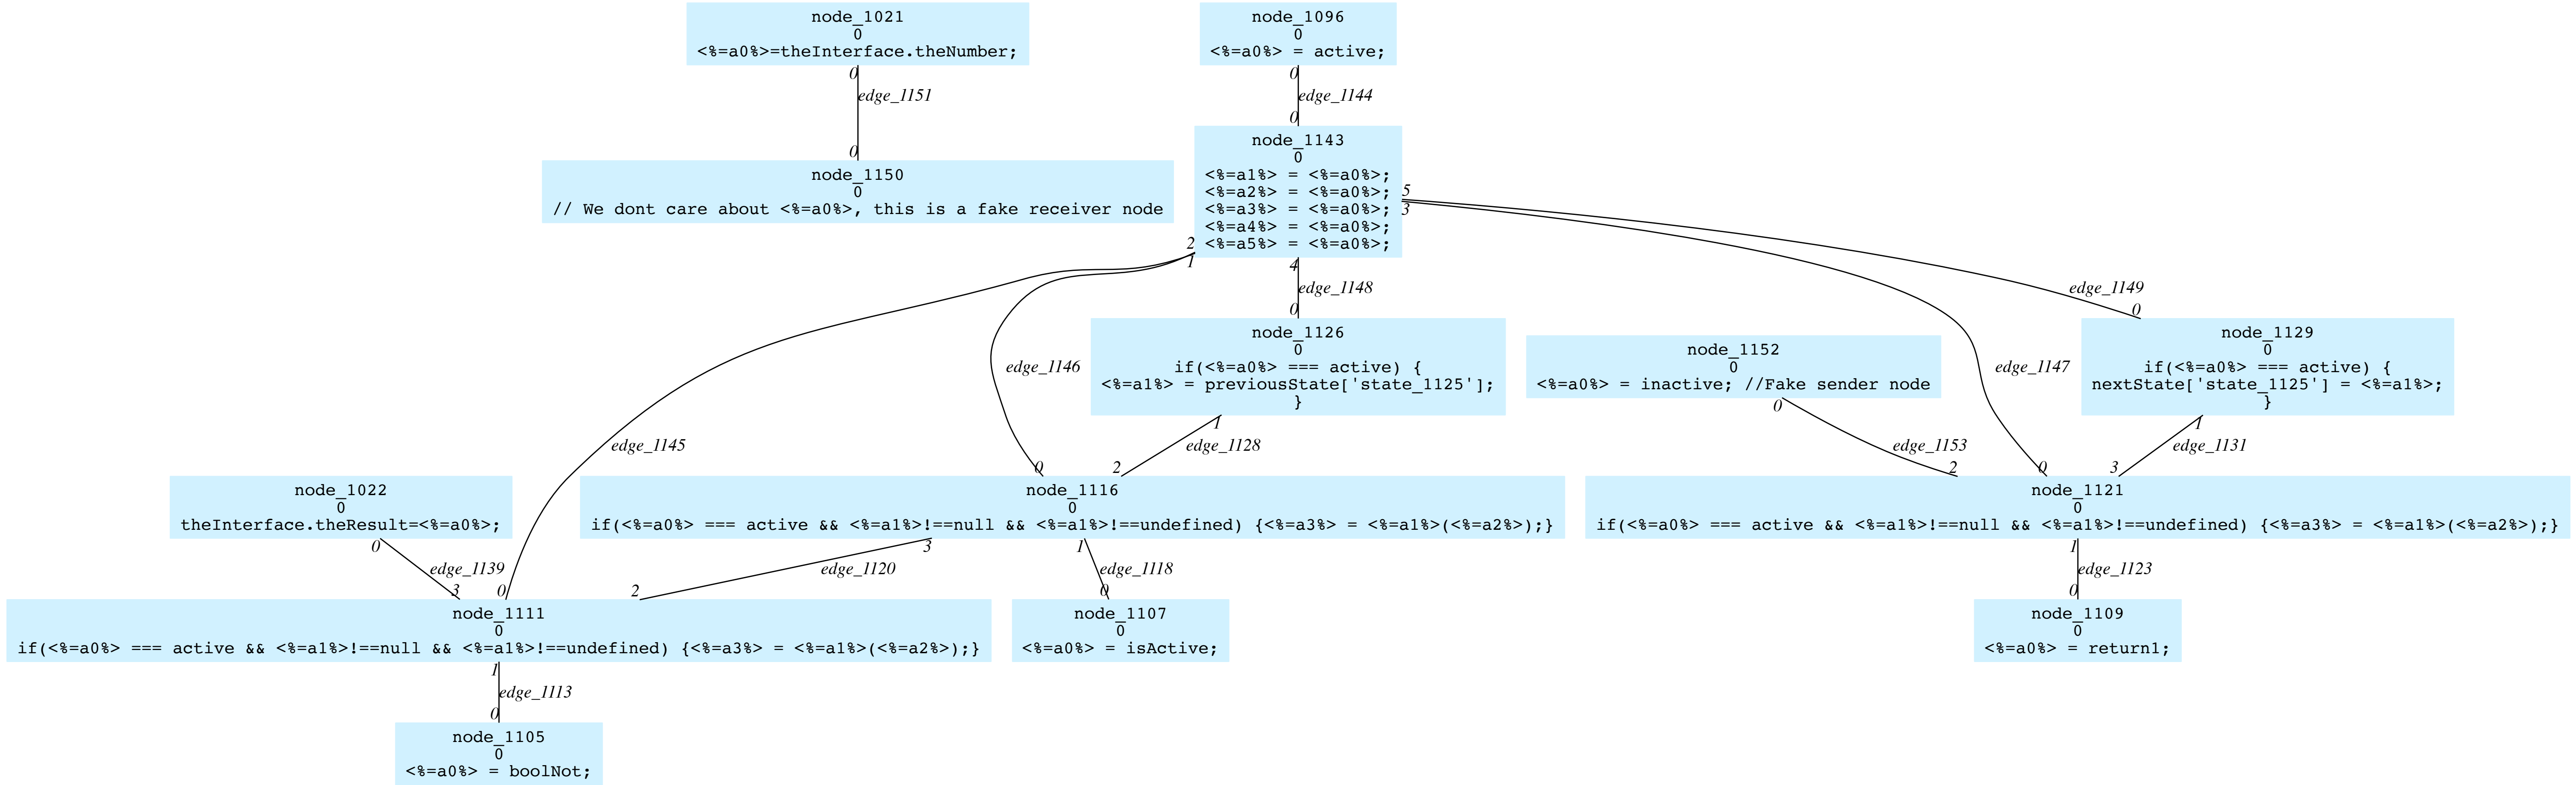 node_1021
0
<%=a0%>=theInterface.theNumber;
0
edge_1151
0
node_1150
0
// We dont care about <%=a0%>, this is a fake receiver node
node_1096
0
<%=a0%> = active;
0
edge_1144
0
node_1143
0
<%=a1%> = <%=a0%>;
<%=a2%> = <%=a0%>;
<%=a3%> = <%=a0%>;
<%=a4%> = <%=a0%>;
<%=a5%> = <%=a0%>;
5
3
2
1
4
edge_1148
0
edge_1149
0
node_1126
0
if(<%=a0%> === active) {
<%=a1%> = previousState['state_1125'];
}
node_1152
0
<%=a0%> = inactive; //Fake sender node
node_1129
0
if(<%=a0%> === active) {
nextState['state_1125'] = <%=a1%>;
}
edge_1146
edge_1147
edge_1145
0
1
edge_1128
2
0
edge_1153
2
0
1
edge_1131
3
node_1022
0
theInterface.theResult=<%=a0%>;
node_1116
0
if(<%=a0%> === active && <%=a1%>!==null && <%=a1%>!==undefined) {<%=a3%> = <%=a1%>(<%=a2%>);}
node_1121
0
if(<%=a0%> === active && <%=a1%>!==null && <%=a1%>!==undefined) {<%=a3%> = <%=a1%>(<%=a2%>);}
0
edge_1139
3
0
3
edge_1120
2
1
edge_1118
0
1
edge_1123
0
node_1111
0
if(<%=a0%> === active && <%=a1%>!==null && <%=a1%>!==undefined) {<%=a3%> = <%=a1%>(<%=a2%>);}
node_1107
0
<%=a0%> = isActive;
node_1109
0
<%=a0%> = return1;
1
edge_1113
0
node_1105
0
<%=a0%> = boolNot;